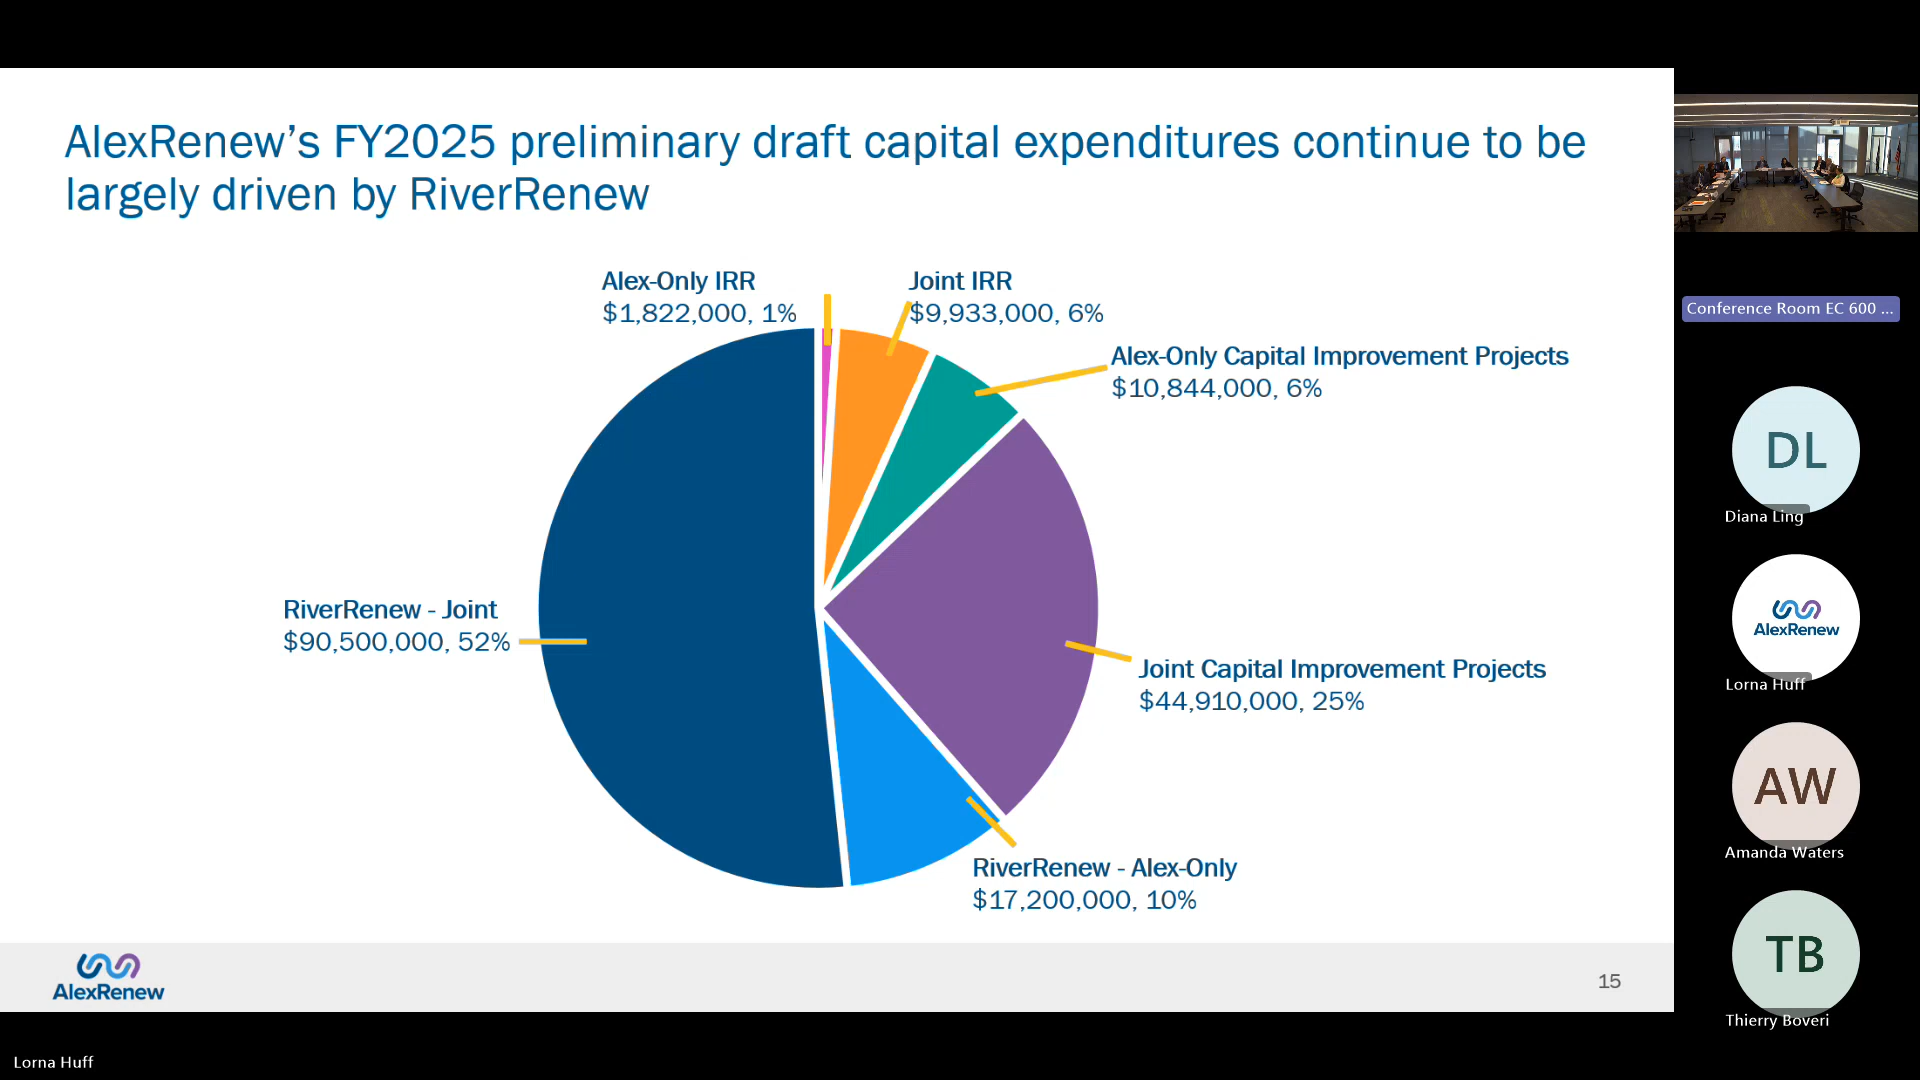 AlexRenew's FY2025 preliminary draft capital expenditures continue to be
largely driven by RiverRenew
Alex-Only IRR
$1,822,000, 1%
Joint IRR
$9,933,000, 6%
Alex-Only Capital Improvement Projects
$10,844,000, 6%
RiverRenew - Joint
$90,500,000, 52%
Joint Capital Improvement Projects
$44,910,000, 25%
RiverRenew - Alex-Only
$17,200,000, 10%
AlexRenew
15
Conference Room EC 600 ...
DL
Diana Ling
AlexRenew
Lorna Huff
AW
Amanda Waters
TB
Thierry Boveri
Lorna Huff